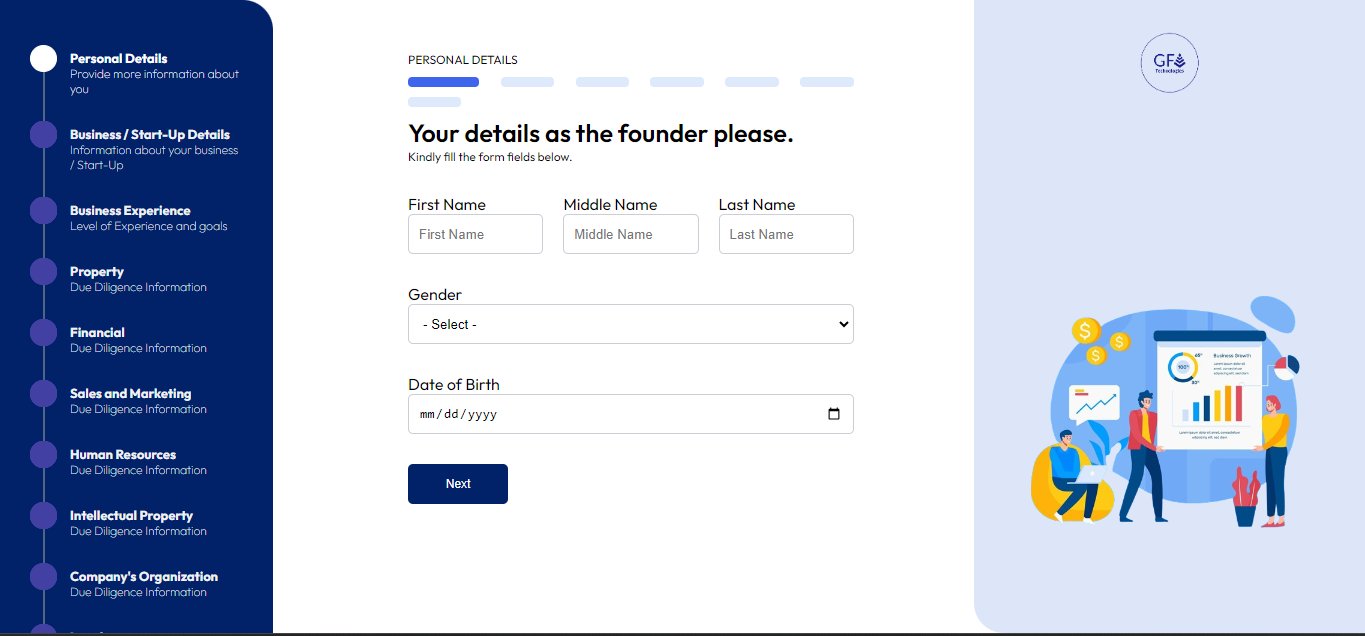 Personal Details
Provide more information about
you
Business / Start-Up Details
Information about your business
/ Start-Up
Business Experience
Level of Experience and goals
Property
Due Diligence Information
Financial
Due Diligence Information
Sales and Marketing
Due Diligence Information
Human Resources
Due Diligence Information
Intellectual Property
Due Diligence Information
Company's Organization
Due Diligence Information
PERSONAL DETAILS
Your details as the founder please.
Kindly fill the form fields below.
First Name Middle Name Last Name
First Name Middle Name Last Name
Gender
- Select -
Date of Birth
mm/dd/yyyy
Next
GF
Technologies
Business Growth
100%